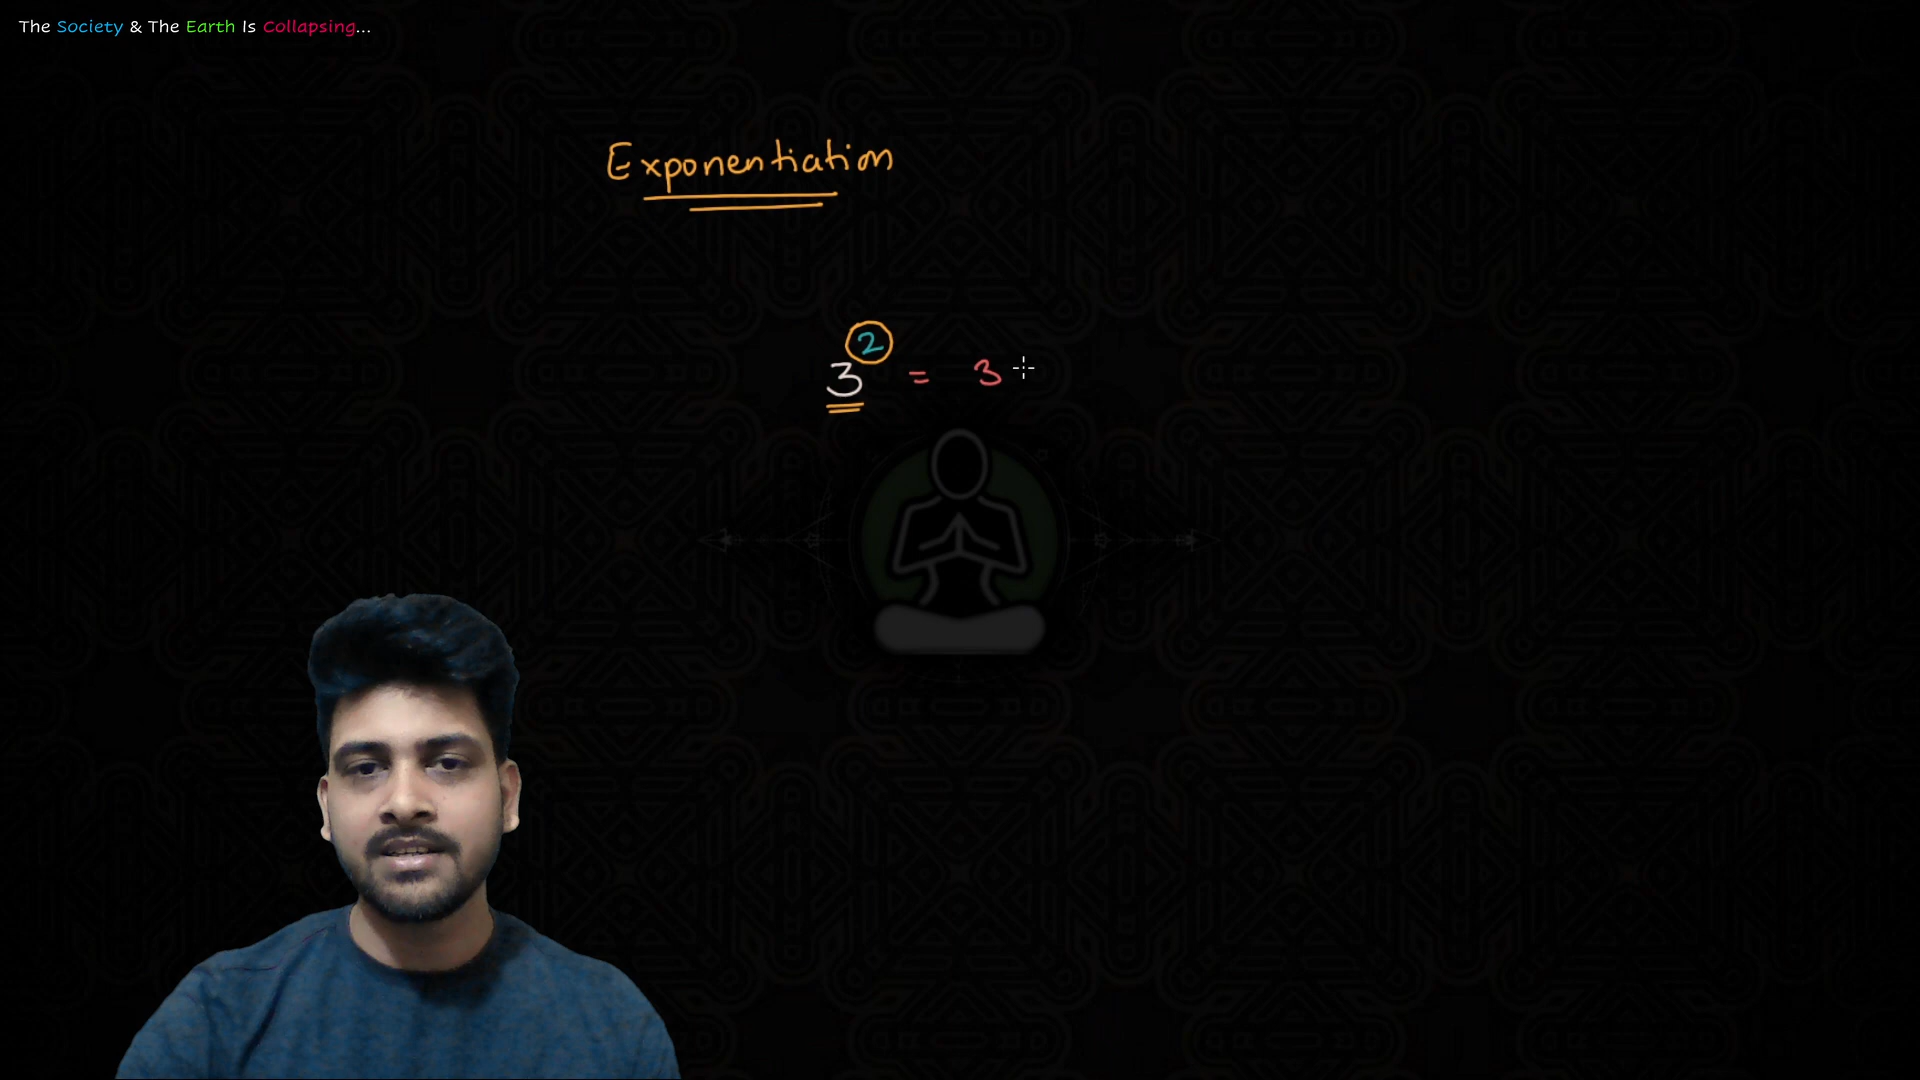 The Society & The Earth Is Collapsing...
Exponentiation
3² = 3